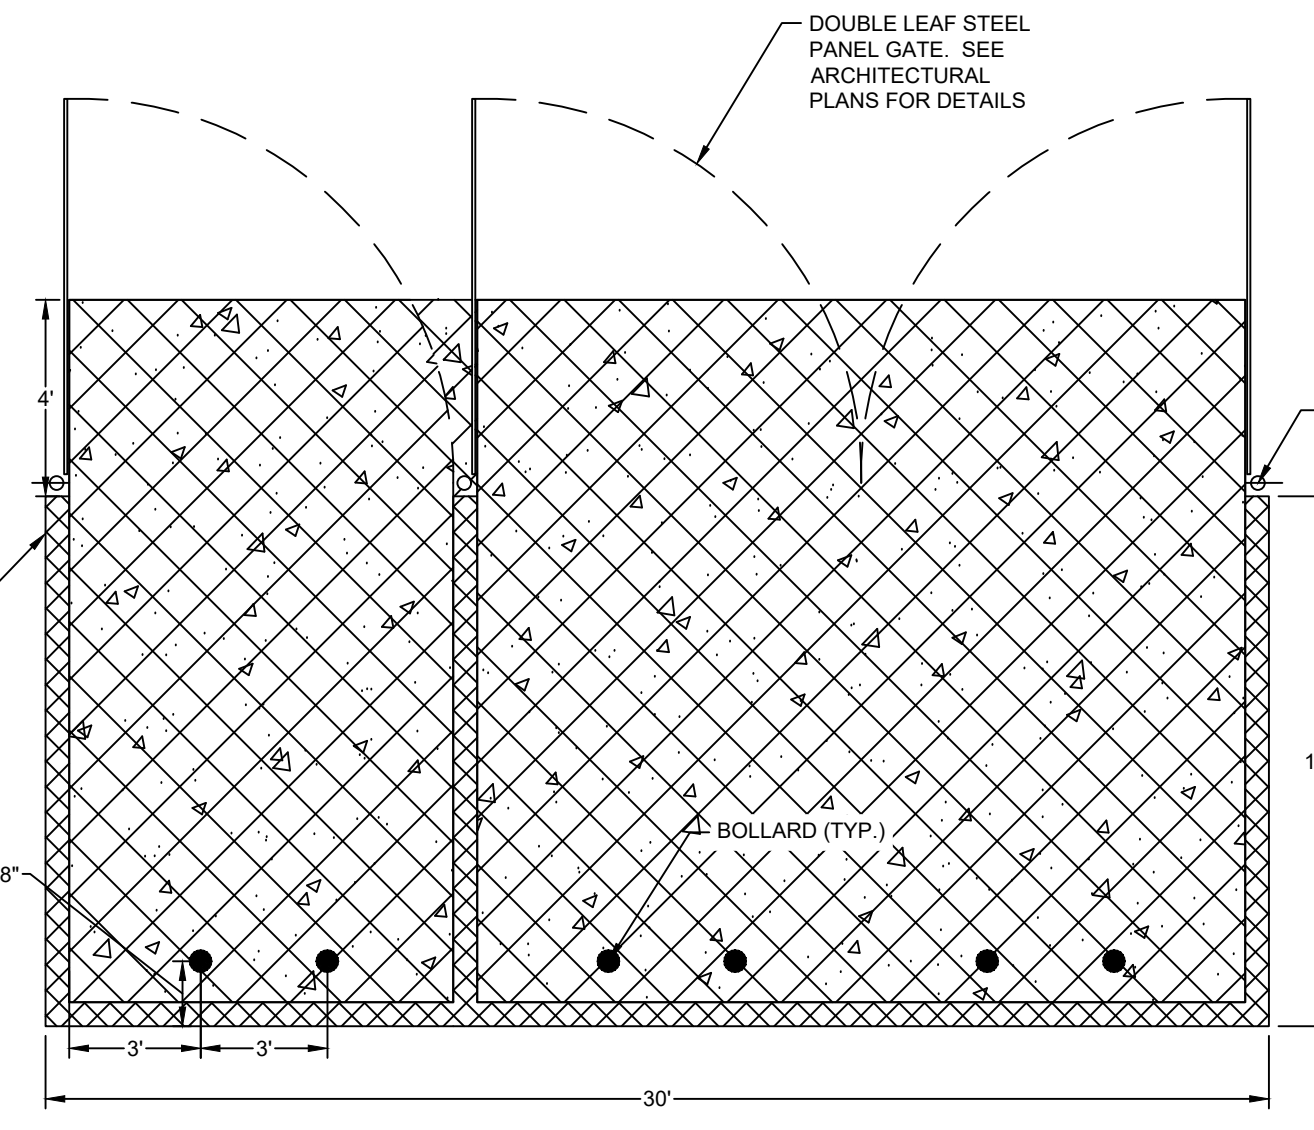 DOUBLE LEAF STEEL
PANEL GATE.  SEE
ARCHITECTURAL
PLANS FOR DETAILS
4'
1
BOLLARD (TYP.)
8"
3'
3'
30'